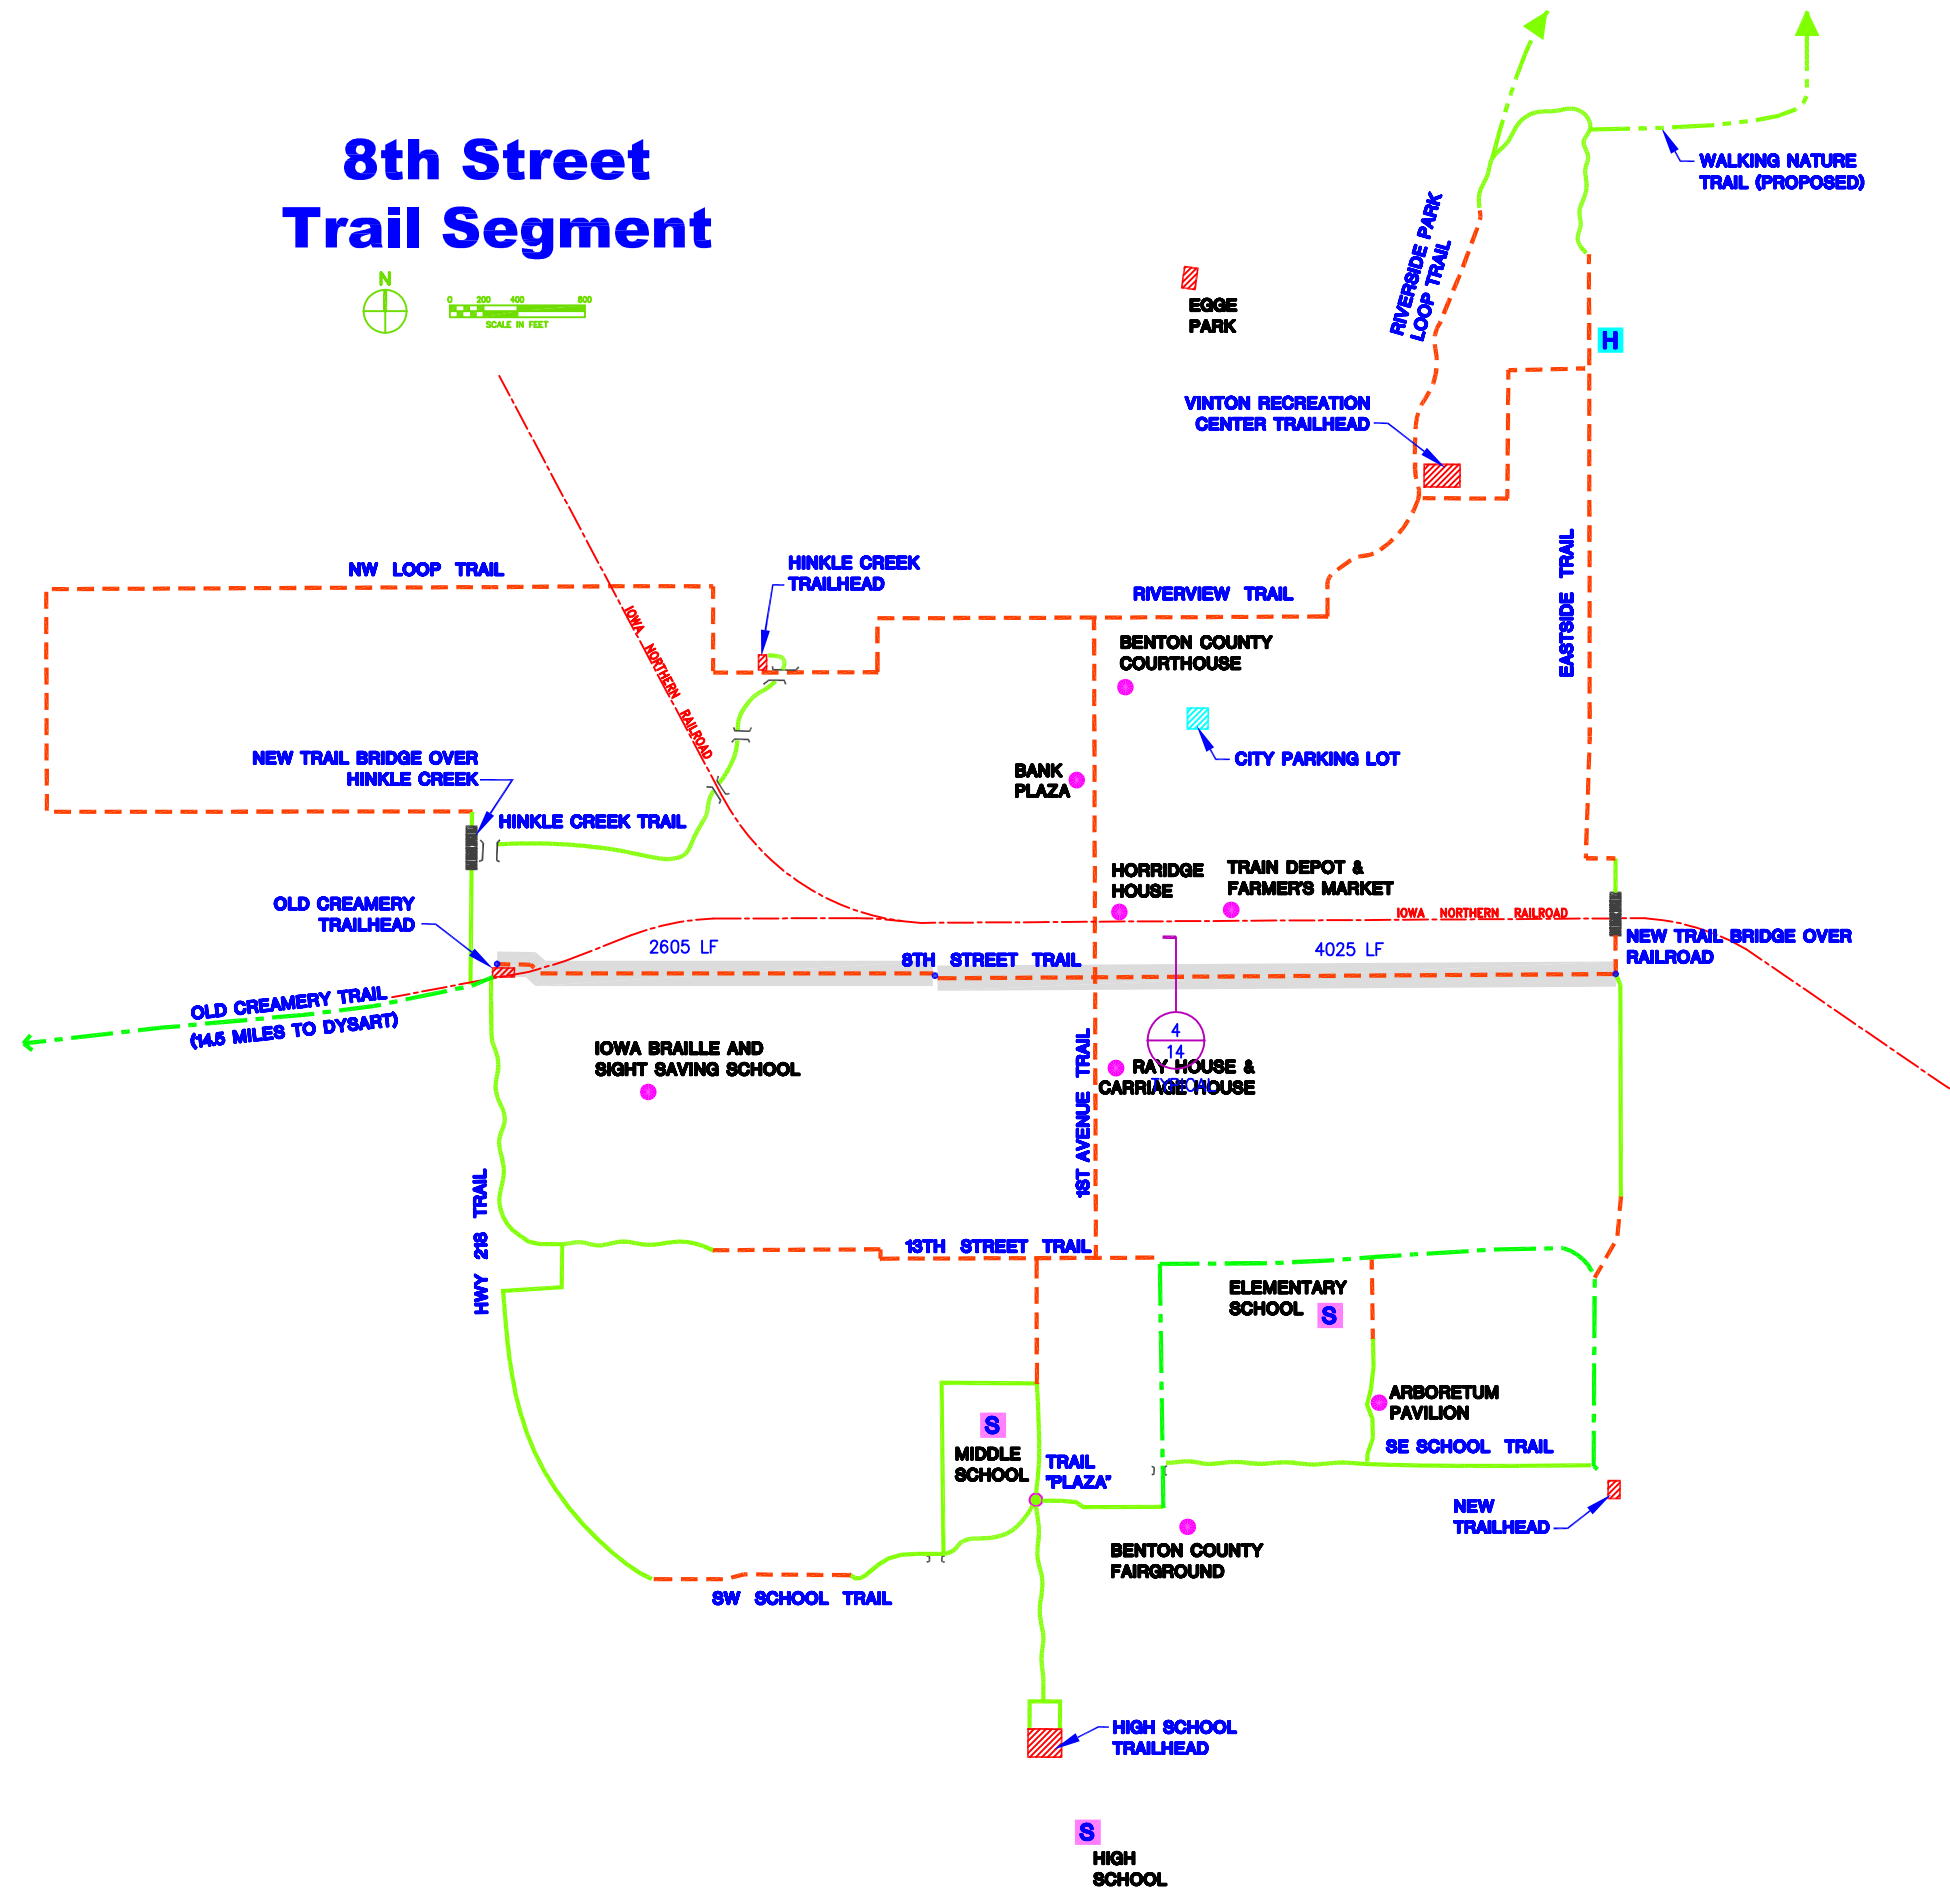 8th Street
Trail Segment
N
0 200 400 800
SCALE IN FEET
WALKING NATURE
TRAIL (PROPOSED)
RIVERSIDE PARK
LOOP TRAIL
EGGE
PARK
H
VINTON RECREATION
CENTER TRAILHEAD
NW LOOP TRAIL
HINKLE CREEK
TRAILHEAD
RIVERVIEW TRAIL
EASTSIDE TRAIL
IOWA NORTHERN RAILROAD
BENTON COUNTY
COURTHOUSE
CITY PARKING LOT
NEW TRAIL BRIDGE OVER
HINKLE CREEK
BANK
PLAZA
HINKLE CREEK TRAIL
HORRIDGE
HOUSE
TRAIN DEPOT &
FARMER'S MARKET
OLD CREAMERY
TRAILHEAD
IOWA NORTHERN RAILROAD
2605 LF
8TH STREET TRAIL
4025 LF
NEW TRAIL BRIDGE OVER
RAILROAD
OLD CREAMERY TRAIL
(14.5 MILES TO DYSART)
4
14
TYPICAL
IOWA BRAILLE AND
SIGHT SAVING SCHOOL
RAY HOUSE &
CARRIAGE HOUSE
1ST AVENUE TRAIL
HWY 218 TRAIL
13TH STREET TRAIL
ELEMENTARY
SCHOOL
S
ARBORETUM
PAVILION
SE SCHOOL TRAIL
S
MIDDLE
SCHOOL
TRAIL
"PLAZA"
NEW
TRAILHEAD
BENTON COUNTY
FAIRGROUND
SW SCHOOL TRAIL
HIGH SCHOOL
TRAILHEAD
S
HIGH
SCHOOL